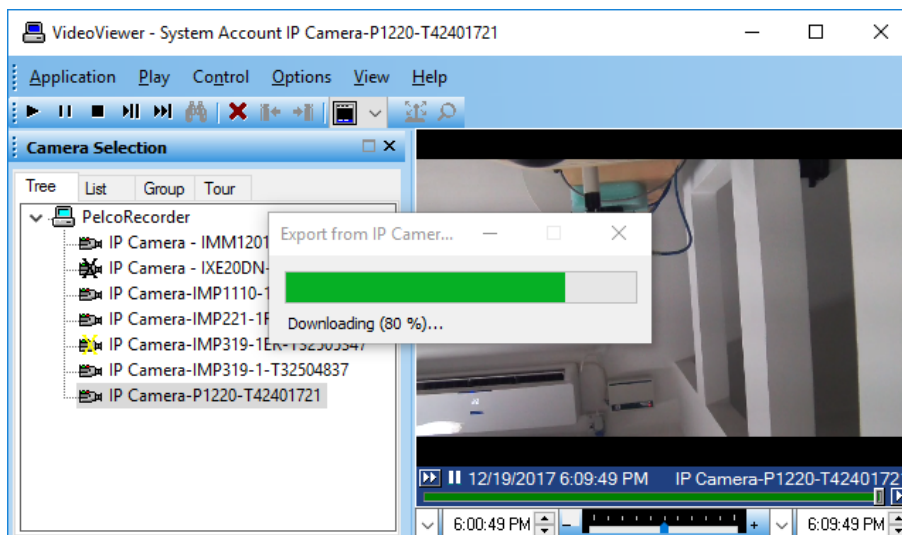 VideoViewer - System Account IP Camera-P1220-T42401721
Application Play Control Options View Help
Camera Selection
Tree List Group Tour
PelcoRecorder
IP Camera - IMM1201
IP Camera - IXE20DN-
IP Camera-IMP1110-1
IP Camera-IMP221-1
IP Camera-IMP319-1ER-T32505347
IP Camera-IMP319-1-T32504837
IP Camera-P1220-T42401721
Export from IP Camer...
Downloading (80 %)...
12/19/2017 6:09:49 PM IP Camera-P1220-T42401721
6:00:49 PM - + 6:09:49 PM